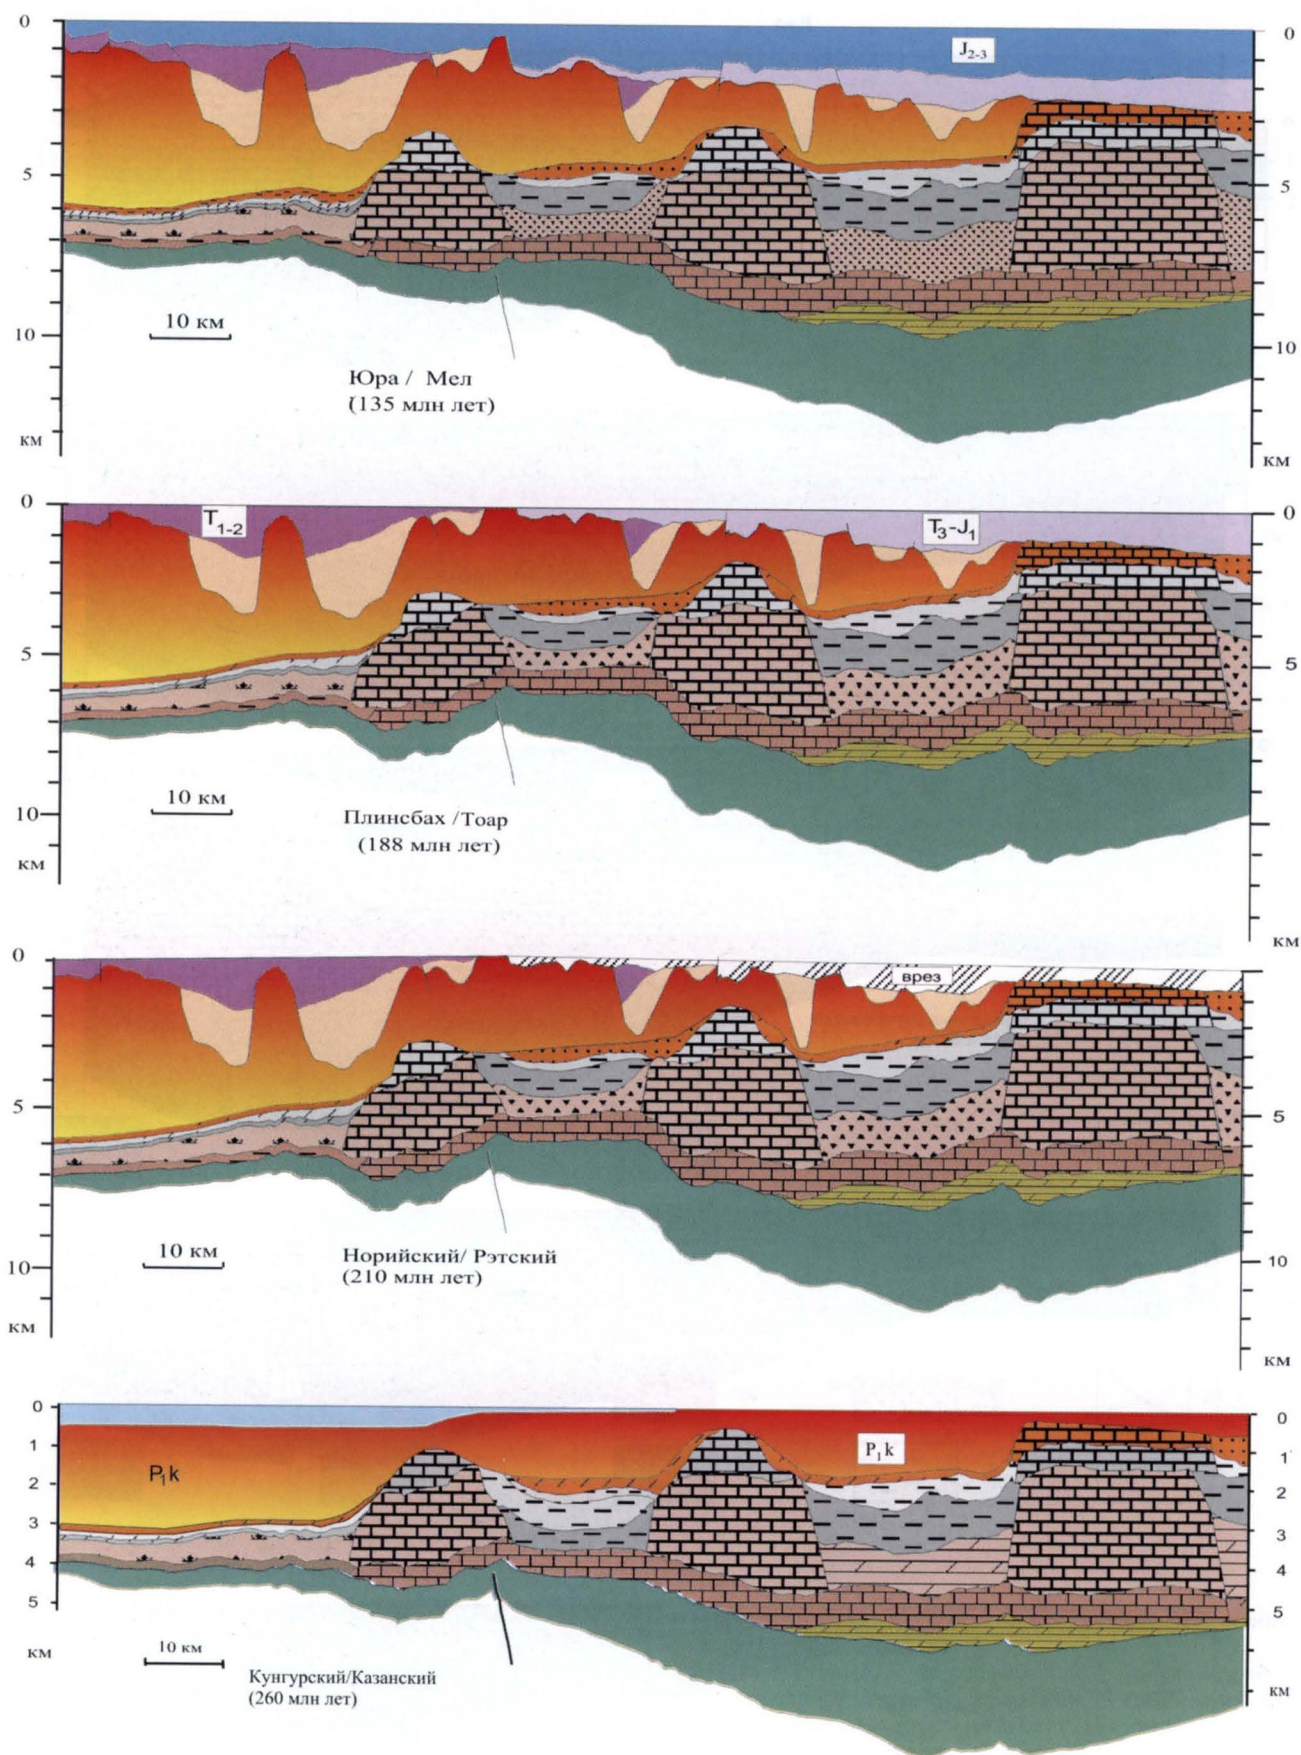 0
0
J2-3
5
5
10 км
10
10
Юра / Мел
(135 млн лет)
км
км
0
0
T1-2
T3-J1
5
5
10 км
10
Плинсбах /Тоар
(188 млн лет)
км
км
0
врез
5
5
10 км
10
10
Норийский/ Рэтский
(210 млн лет)
км
км
0
0
1
1
P1k
P1k
2
2
3
3
4
4
5
5
10 км
км
Кунгурский/Казанский
(260 млн лет)
км